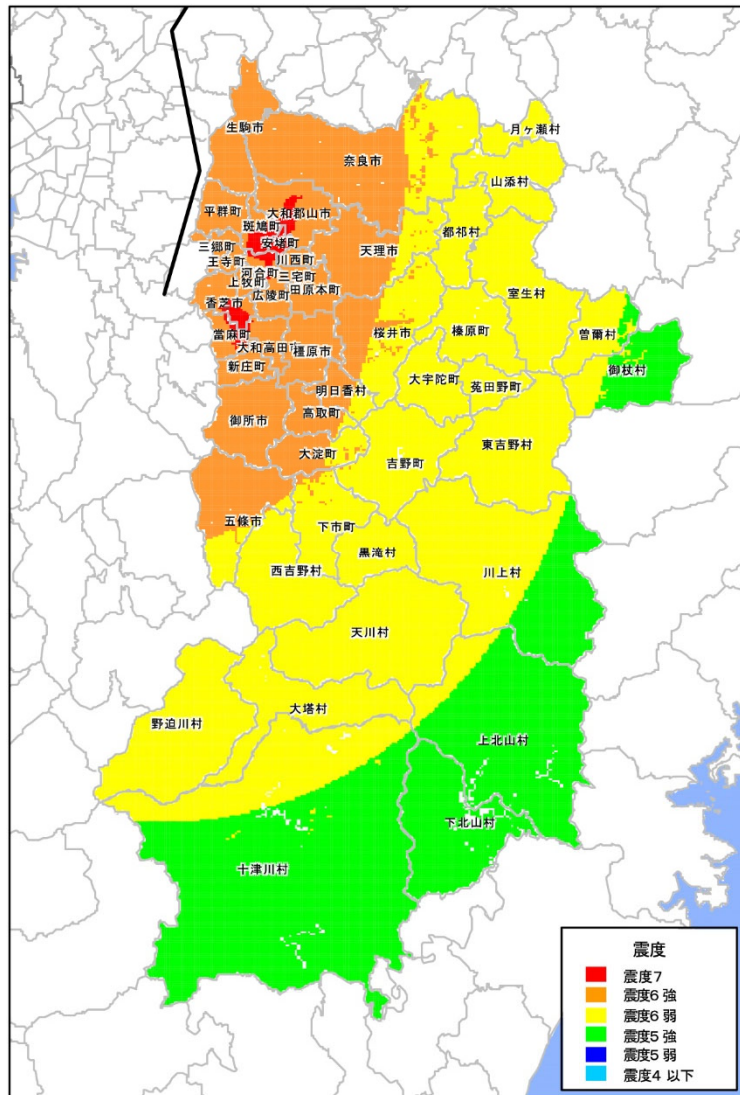 生駒市
月ヶ瀬村
奈良市
山添村
平群町
大和郡山市
斑鳩町
都祁村
三郷町
安堵町
天理市
王寺町
川西町
河合町
三宅町
上牧町
広陵町
田原本町
室生村
香芝市
桜井市
榛原町
曽爾村
當麻町
大和高田市
橿原市
新庄町
御杖村
大宇陀町
菟田野町
明日香村
御所市
高取町
東吉野村
大淀町
吉野町
五條市
下市町
黒滝村
西吉野村
川上村
天川村
大塔村
野迫川村
上北山村
下北山村
十津川村
震度
震度7
震度6 強
震度6 弱
震度5 強
震度5 弱
震度4 以下